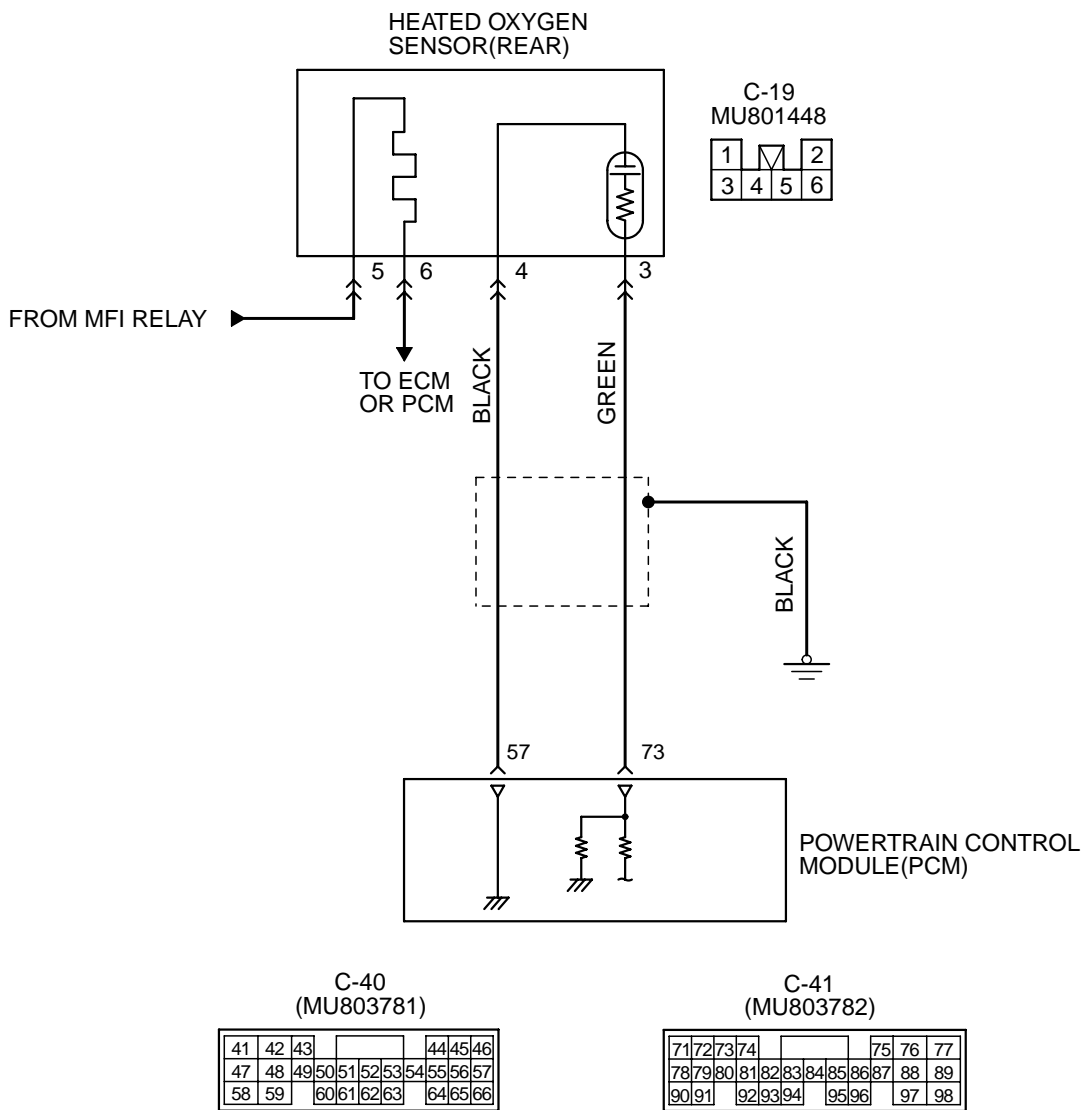 HEATED OXYGEN
SENSOR(REAR)
C-19
MU801448
1 2
3 4 5 6
5 6 4 3
FROM MFI RELAY
TO ECM
OR PCM
BLACK
GREEN
BLACK
57 73
POWERTRAIN CONTROL
MODULE(PCM)
C-40
(MU803781)
41 42 43 44 45 46
47 48 49 50 51 52 53 54 55 56 57
58 59 60 61 62 63 64 65 66
C-41
(MU803782)
71 72 73 74 75 76 77
78 79 80 81 82 83 84 85 86 87 88 89
90 91 92 93 94 95 96 97 98